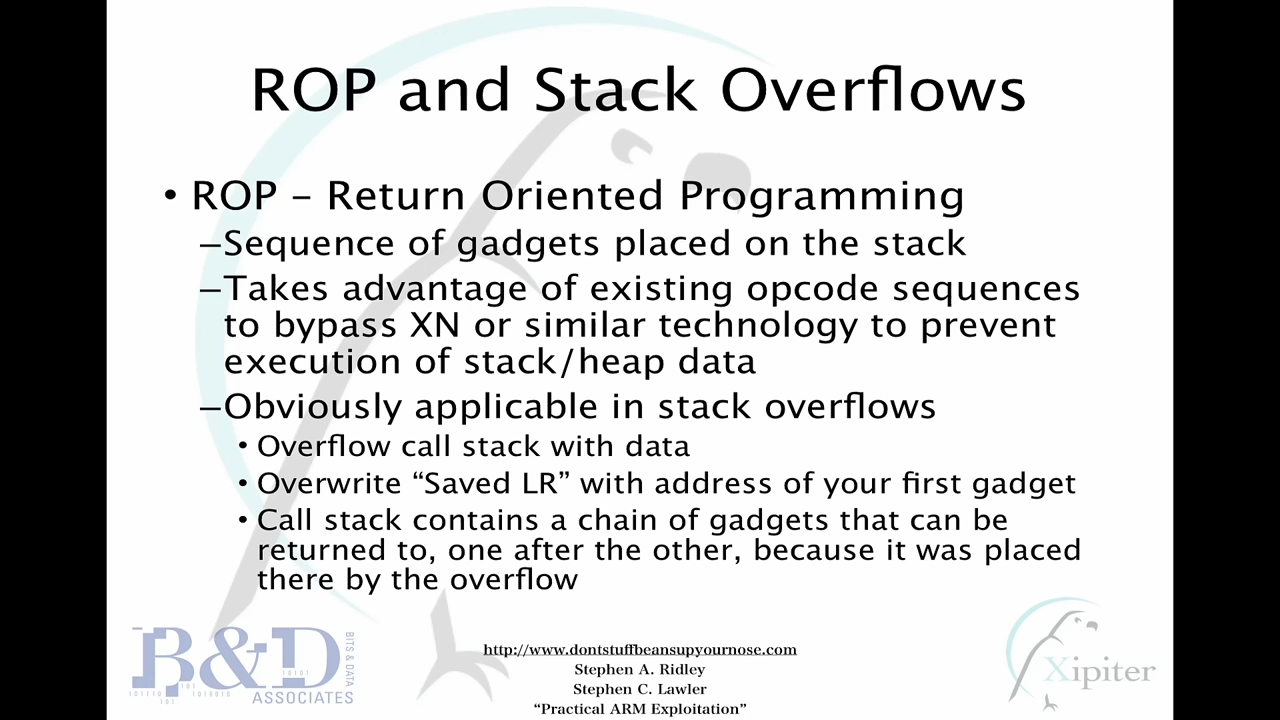 ROP and Stack Overflows
• ROP – Return Oriented Programming
–Sequence of gadgets placed on the stack
–Takes advantage of existing opcode sequences
to bypass XN or similar technology to prevent
execution of stack/heap data
–Obviously applicable in stack overflows
• Overflow call stack with data
• Overwrite “Saved LR” with address of your first gadget
• Call stack contains a chain of gadgets that can be
returned to, one after the other, because it was placed
there by the overflow
B&D
BITS & DATA
ASSOCIATES
http://www.dontstuffbeansupyournose.com
Stephen A. Ridley
Stephen C. Lawler
“Practical ARM Exploitation”
Xipiter